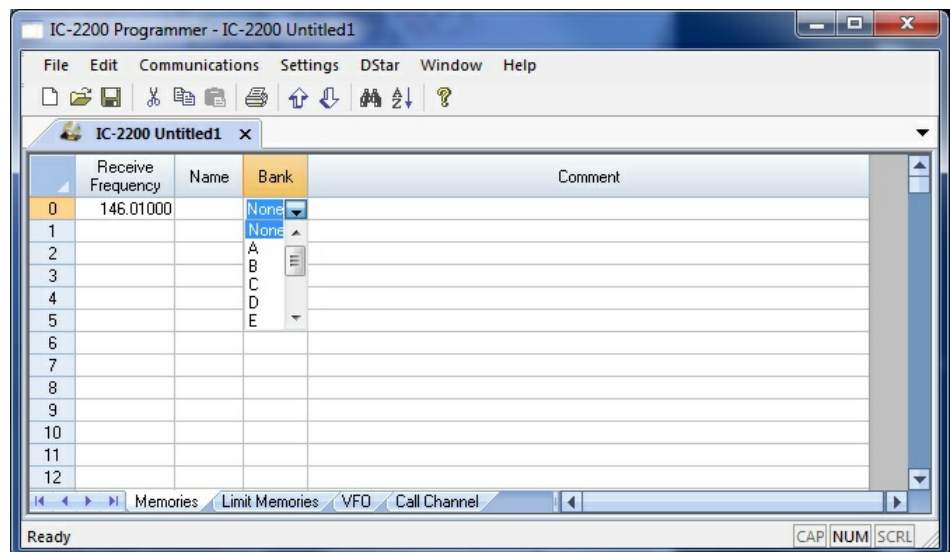 IC-2200 Programmer - IC-2200 Untitled1
File Edit Communications Settings DStar Window Help
IC-2200 Untitled1 x
Receive Frequency Name Bank Comment
0 146.01000 None
1 None
2 A
3 B
C
4 D
5 E
6
7
8
9
10
11
12
Memories Limit Memories VFO Call Channel
Ready CAP NUM SCRL